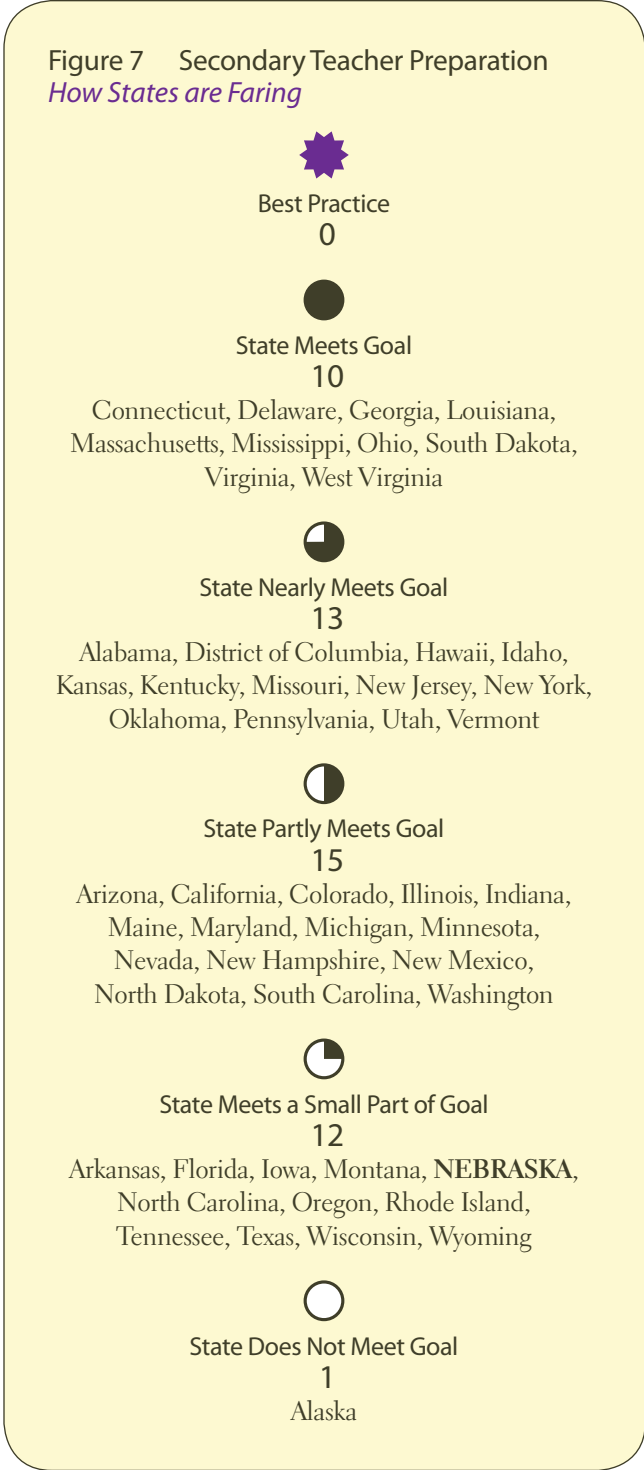 Figure 7 Secondary Teacher Preparation
How States are Faring
Best Practice
0
State Meets Goal
10
Connecticut, Delaware, Georgia, Louisiana,
Massachusetts, Mississippi, Ohio, South Dakota,
Virginia, West Virginia
State Nearly Meets Goal
13
Alabama, District of Columbia, Hawaii, Idaho,
Kansas, Kentucky, Missouri, New Jersey, New York,
Oklahoma, Pennsylvania, Utah, Vermont
State Partly Meets Goal
15
Arizona, California, Colorado, Illinois, Indiana,
Maine, Maryland, Michigan, Minnesota,
Nevada, New Hampshire, New Mexico,
North Dakota, South Carolina, Washington
State Meets a Small Part of Goal
12
Arkansas, Florida, Iowa, Montana, NEBRASKA,
North Carolina, Oregon, Rhode Island,
Tennessee, Texas, Wisconsin, Wyoming
State Does Not Meet Goal
1
Alaska